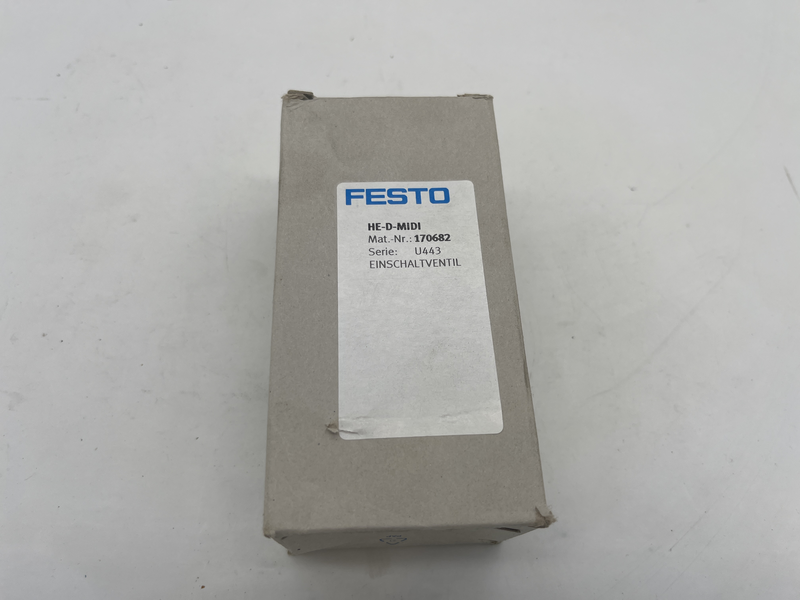 FESTO
HE-D-MIDI
Mat.-Nr.: 170682
Serie: U443
EINSCHALTVENTIL